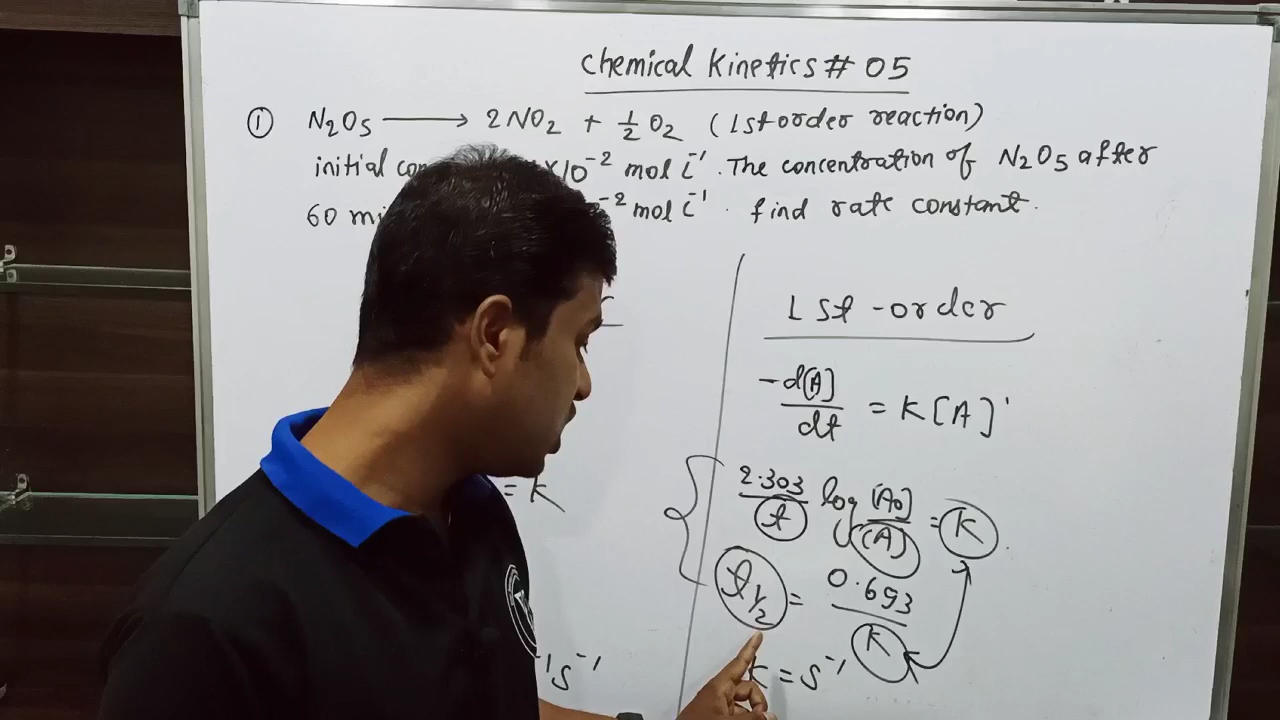 Chemical Kinetics # 05
① N₂O₅ ⟶ 2NO₂ + ½ O₂ (1st order reaction)
initial ×10⁻² mol L⁻¹. The concentration of N₂O₅ after
60 ⁻² mol L⁻¹. find rate constant.
1st-order
-d[A]/dt = K[A]¹
= K
2.303/t log [A₀]/[A] = K
t½ = 0.693/K
⁻¹s⁻¹
K = s⁻¹